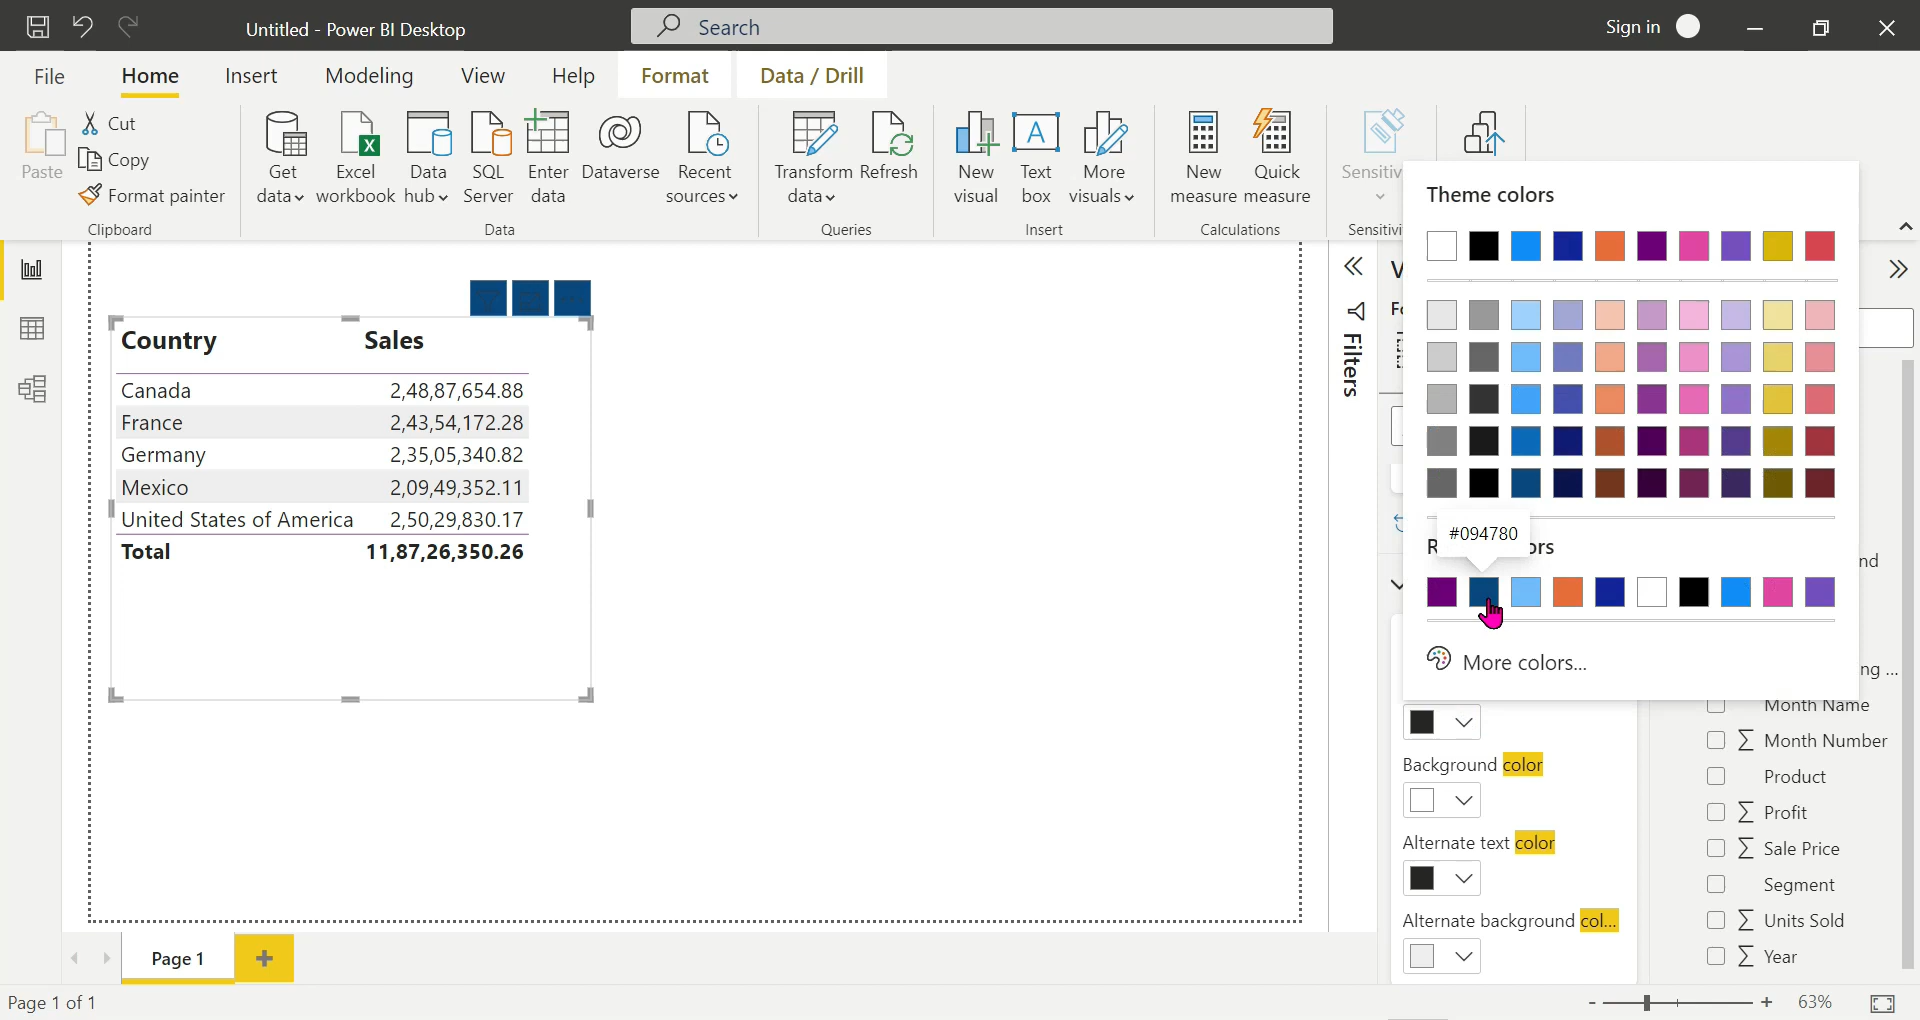 Untitled - Power BI Desktop
Search
Sign in
File Home Insert Modeling View Help Format Data / Drill
Paste
Cut
Copy
Format painter
Clipboard
Get data
Excel workbook
Data hub
SQL Server
Enter data
Dataverse
Recent sources
Data
Transform data
Refresh
Queries
New visual
Text box
More visuals
Insert
New measure
Quick measure
Calculations
Sensitiv
Sensitivi
Theme colors
#094780
More colors...
Filters
Country Sales
Canada 2,48,87,654.88
France 2,43,54,172.28
Germany 2,35,05,340.82
Mexico 2,09,49,352.11
United States of America 2,50,29,830.17
Total 11,87,26,350.26
Background color
Alternate text color
Alternate background col...
nd
ng ...
Month Name
Month Number
Product
Profit
Sale Price
Segment
Units Sold
Year
Page 1
Page 1 of 1
63%